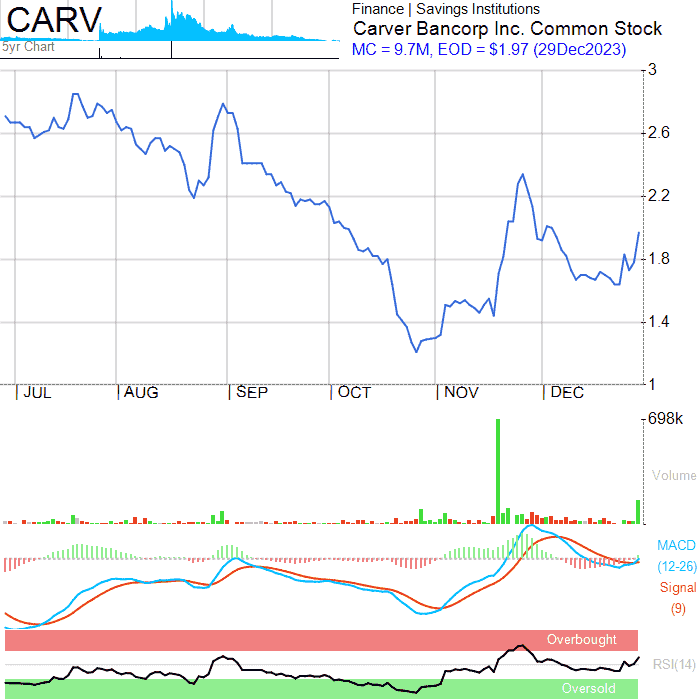 CARV
5yr Chart
Finance | Savings Institutions
Carver Bancorp Inc. Common Stock
MC = 9.7M, EOD = $1.97 (29Dec2023)
3
2.6
2.2
1.8
1.4
1
JUL AUG SEP OCT NOV DEC
698k
Volume
MACD
(12-26)
Signal
(9)
Overbought
RSI(14)
Oversold